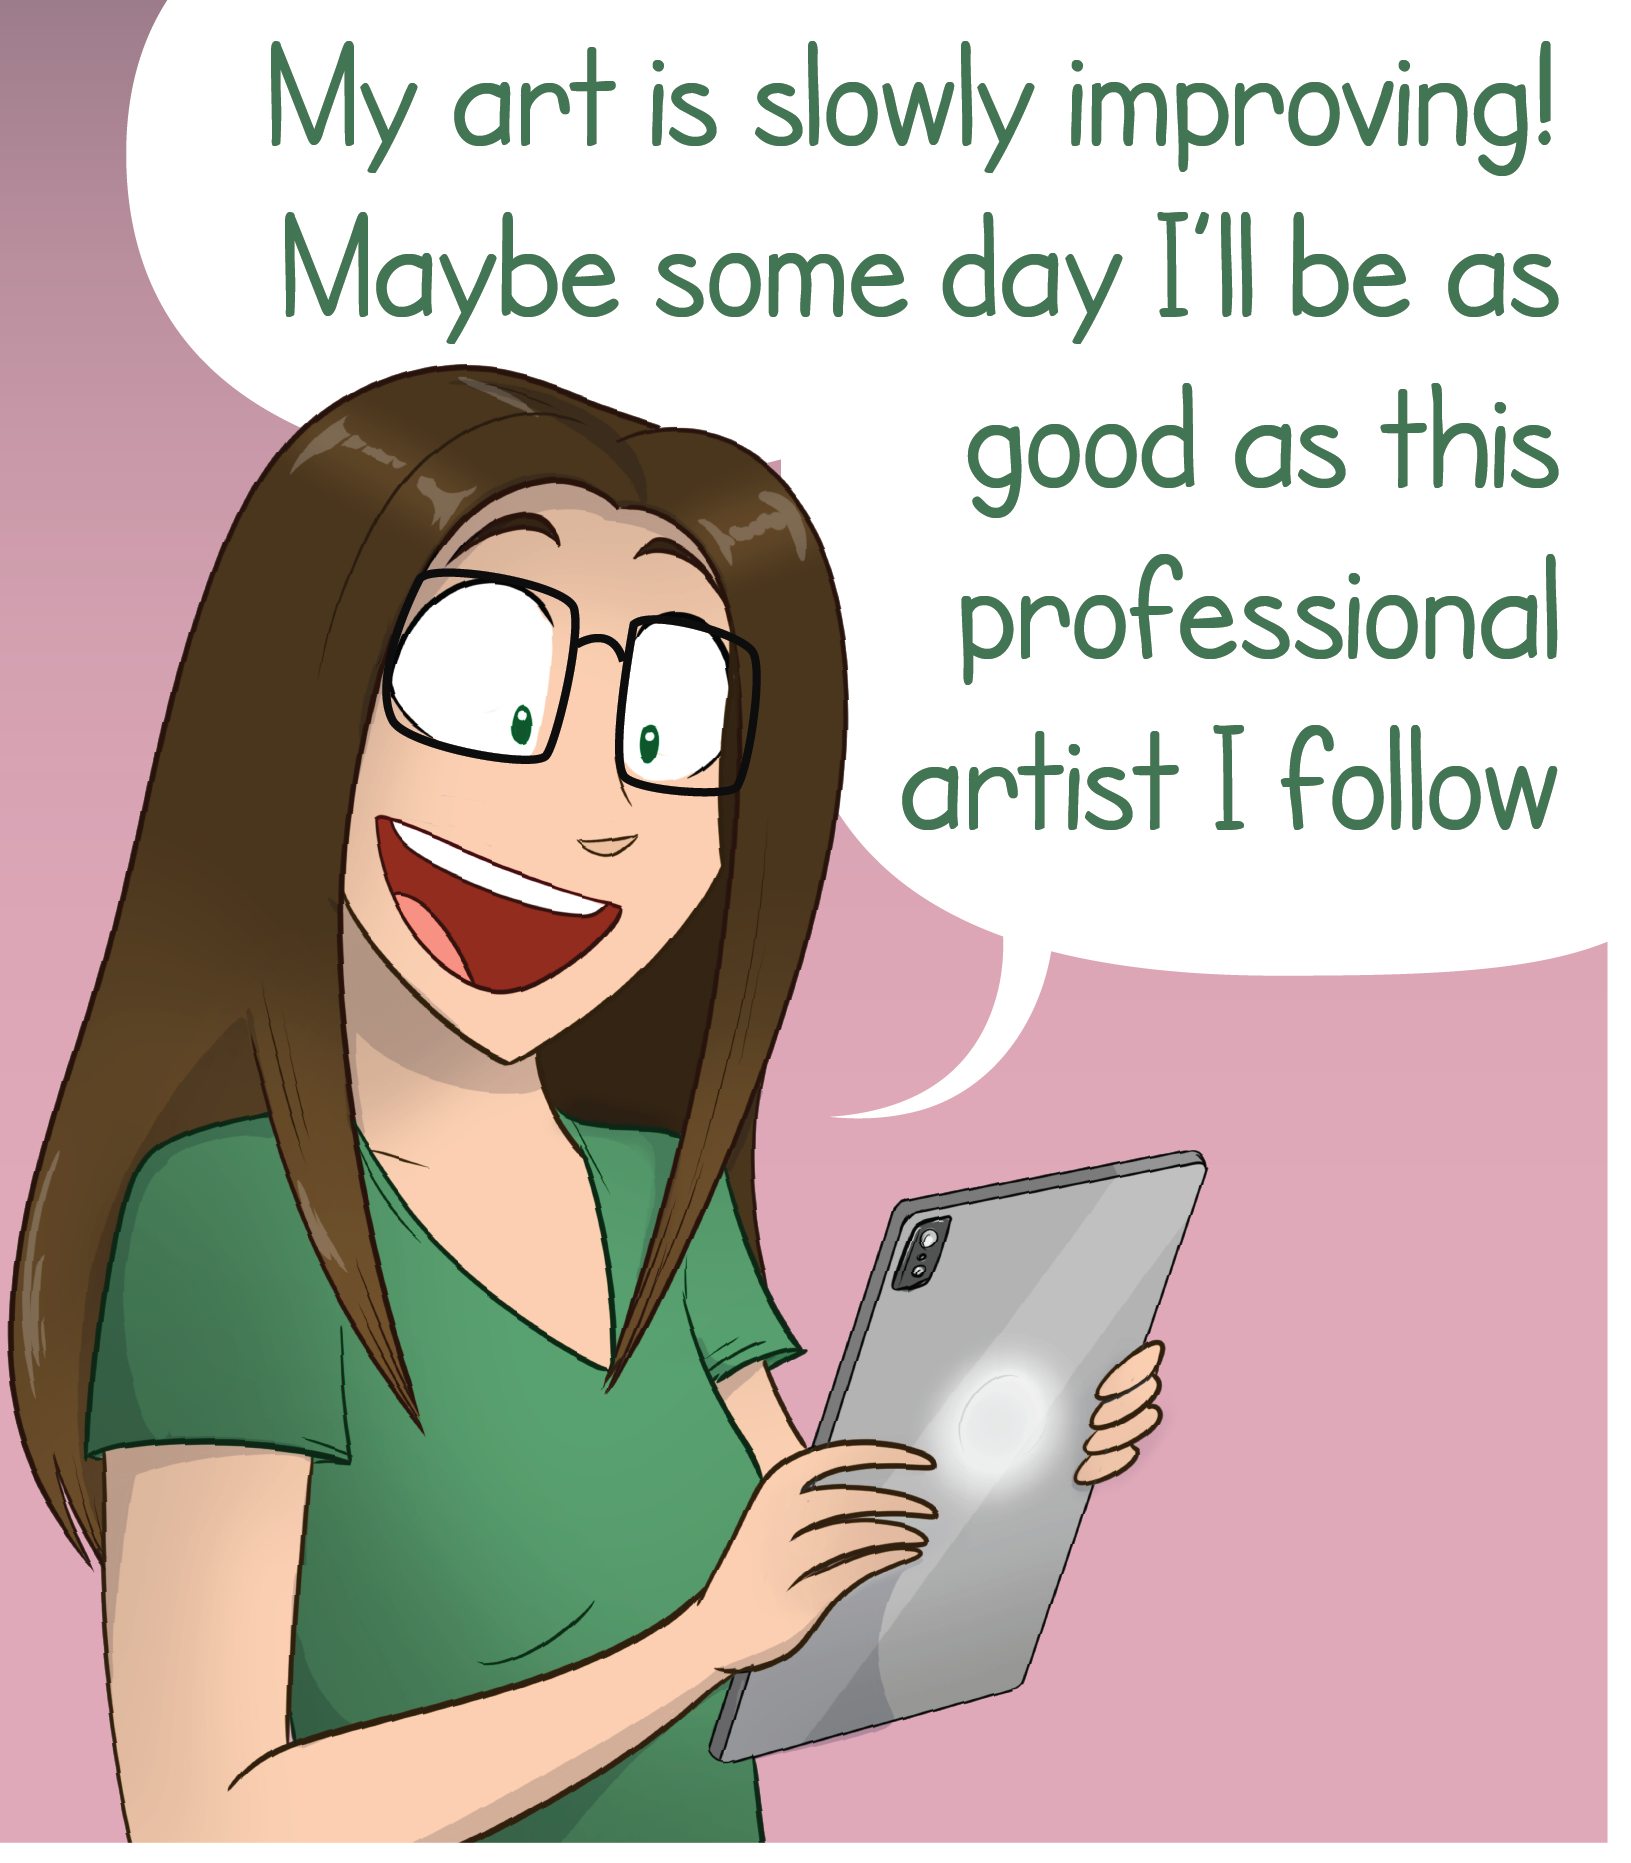 My art is slowly improving!
Maybe some day I'll be as
good as this
professional
artist I follow